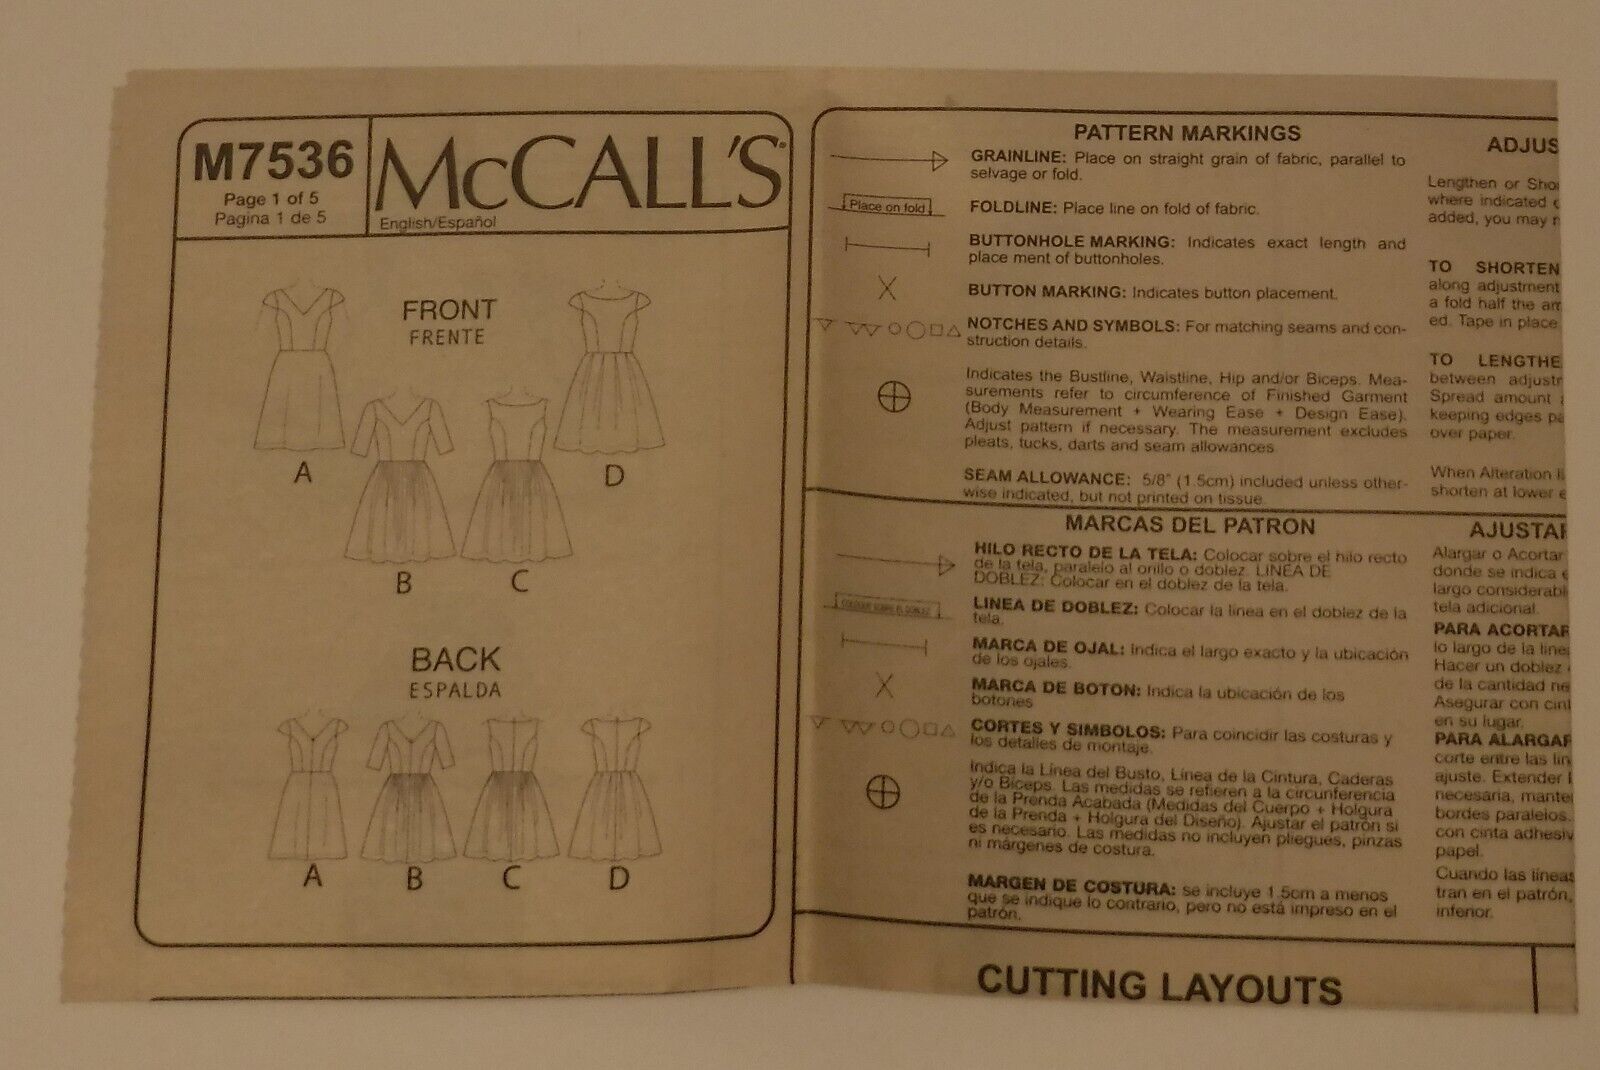 M7536
Page 1 of 5
Pagina 1 de 5
McCALL'S
English/Español
FRONT
FRENTE
A
D
B
C
BACK
ESPALDA
A
B
C
D
PATTERN MARKINGS
GRAINLINE: Place on straight grain of fabric, parallel to
selvage or fold.
Place on fold
FOLDLINE: Place line on fold of fabric.
BUTTONHOLE MARKING: Indicates exact length and
place ment of buttonholes.
BUTTON MARKING: Indicates button placement.
NOTCHES AND SYMBOLS: For matching seams and con-
struction details.
Indicates the Bustline, Waistline, Hip and/or Biceps. Mea-
surements refer to circumference of Finished Garment
(Body Measurement + Wearing Ease + Design Ease).
Adjust pattern if necessary. The measurement excludes
pleats, tucks, darts and seam allowances
SEAM ALLOWANCE: 5/8" (1.5cm) included unless other-
wise indicated, but not printed on tissue.
MARCAS DEL PATRON
HILO RECTO DE LA TELA: Colocar sobre el hilo recto
de la tela, paralelo al orillo o doblez. LINEA DE
DOBLEZ: Colocar en el doblez de la tela.
COLOQUE SOBRE EL DOBLEZ
LINEA DE DOBLEZ: Colocar la linea en el doblez de la
tela.
MARCA DE OJAL: Indica el largo exacto y la ubicación
de los ojales.
MARCA DE BOTON: Indica la ubicación de los
botones
CORTES Y SIMBOLOS: Para coincidir las costuras y
los detalles de montaje.
Indica la Línea del Busto, Línea de la Cintura, Caderas
y/o Bíceps. Las medidas se refieren a la circunferencia
de la Prenda Acabada (Medidas del Cuerpo + Holgura
de la Prenda + Holgura del Diseño). Ajustar el patrón si
es necesario. Las medidas no incluyen pliegues, pinzas
ni márgenes de costura.
MARGEN DE COSTURA: se incluye 1.5cm a menos
que se indique lo contrario, pero no está impreso en el
patrón.
ADJUS
Lengthen or Shor
where indicated
added, you may
TO SHORTEN
along adjustment
a fold half the am
ed. Tape in place
TO LENGTHE
between adjustr
Spread amount
keeping edges pa
over paper.
When Alteration li
shorten at lower e
AJUSTAR
Alargar o Acortar
donde se indica e
largo considerabl
tela adicional.
PARA ACORTAR
lo largo de la line
Hacer un doblez
de la cantidad ne
Asegurar con cint
en su lugar.
PARA ALARGAR
corte entre las lin
ajuste. Extender l
necesaria, mante
bordes paralelos.
con cinta adhesiv
papel.
Cuando las líneas
tran en el patrón,
inferior.
CUTTING LAYOUTS